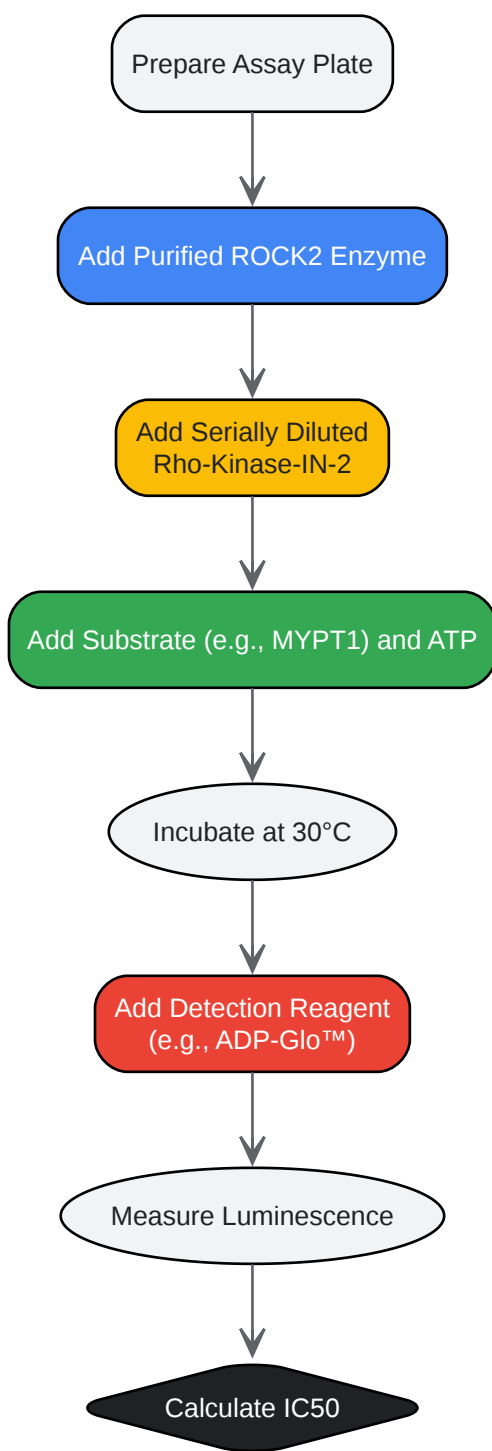 Prepare Assay Plate
Add Purified ROCK2 Enzyme
Add Serially Diluted
Rho-Kinase-IN-2
Add Substrate (e.g., MYPT1) and ATP
Incubate at 30°C
Add Detection Reagent
(e.g., ADP-Glo™)
Measure Luminescence
Calculate IC50